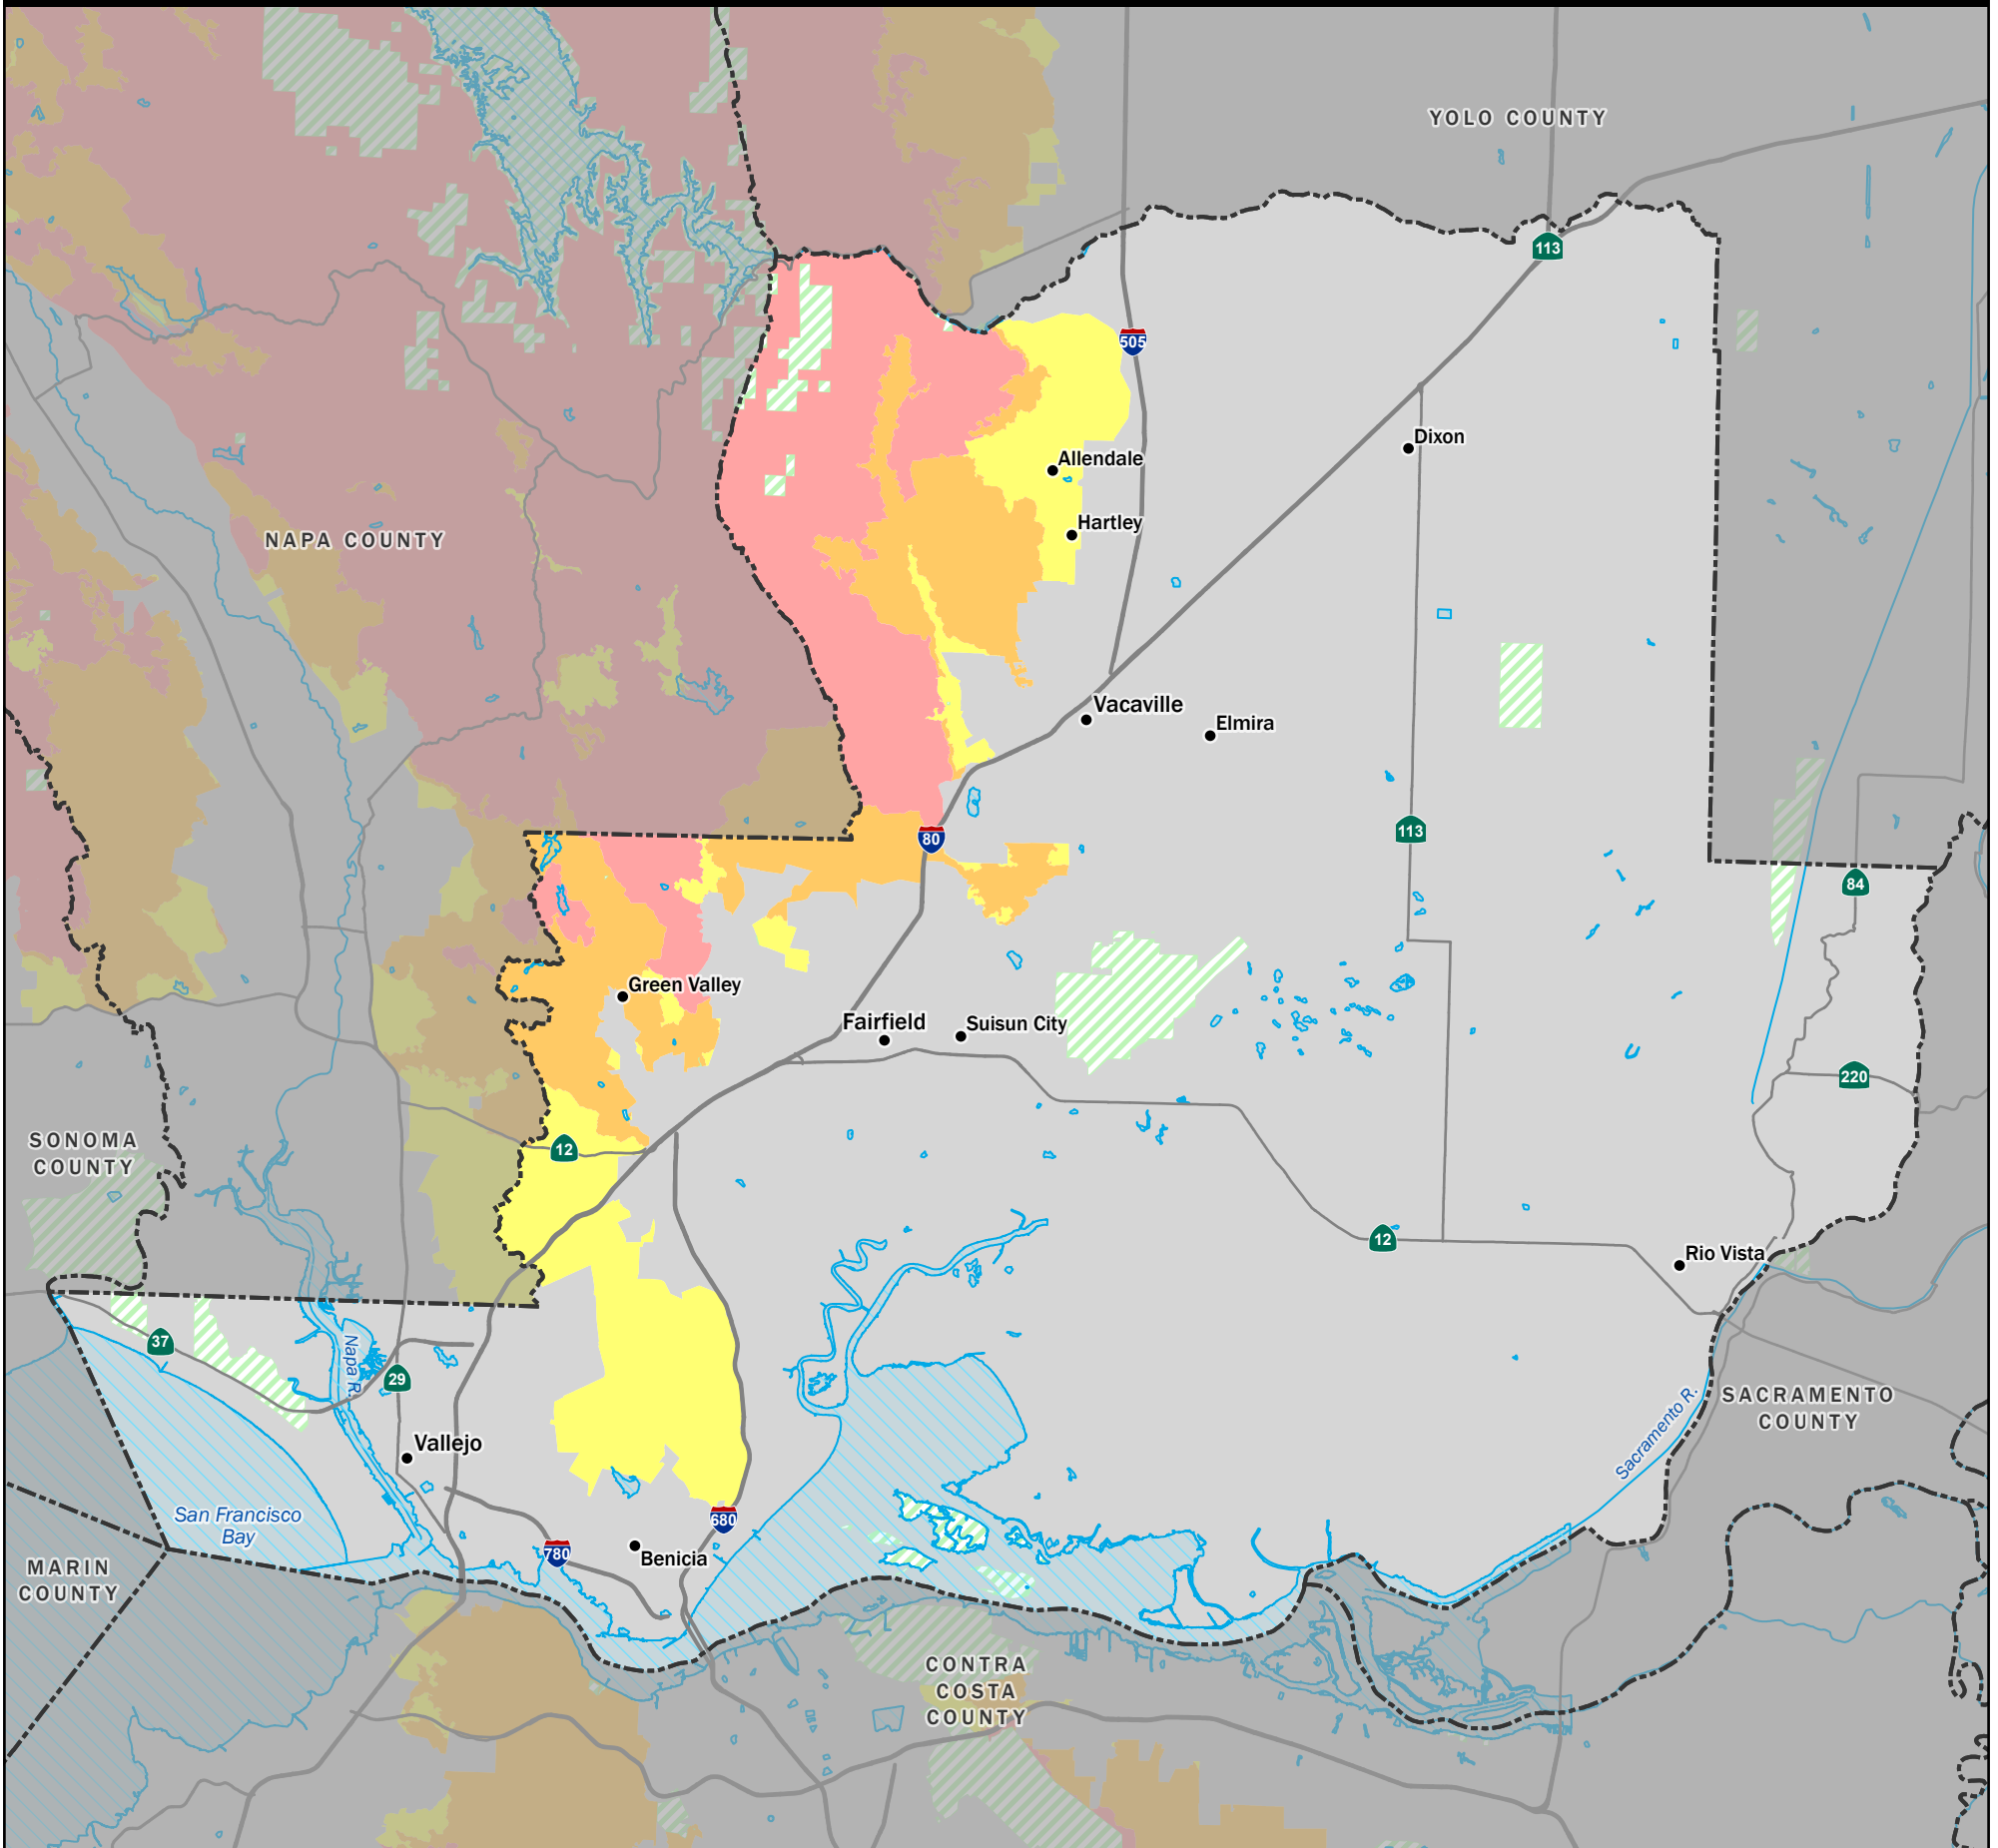 YOLO COUNTY
113
505
Dixon
Allendale
Hartley
NAPA COUNTY
Vacaville
Elmira
80
113
84
Green Valley
Fairfield
Suisun City
220
SONOMA
COUNTY
12
12
Rio Vista
37
Napa R.
29
SACRAMENTO
COUNTY
Sacramento R.
Vallejo
San Francisco
Bay
680
780
Benicia
MARIN
COUNTY
CONTRA
COSTA
COUNTY